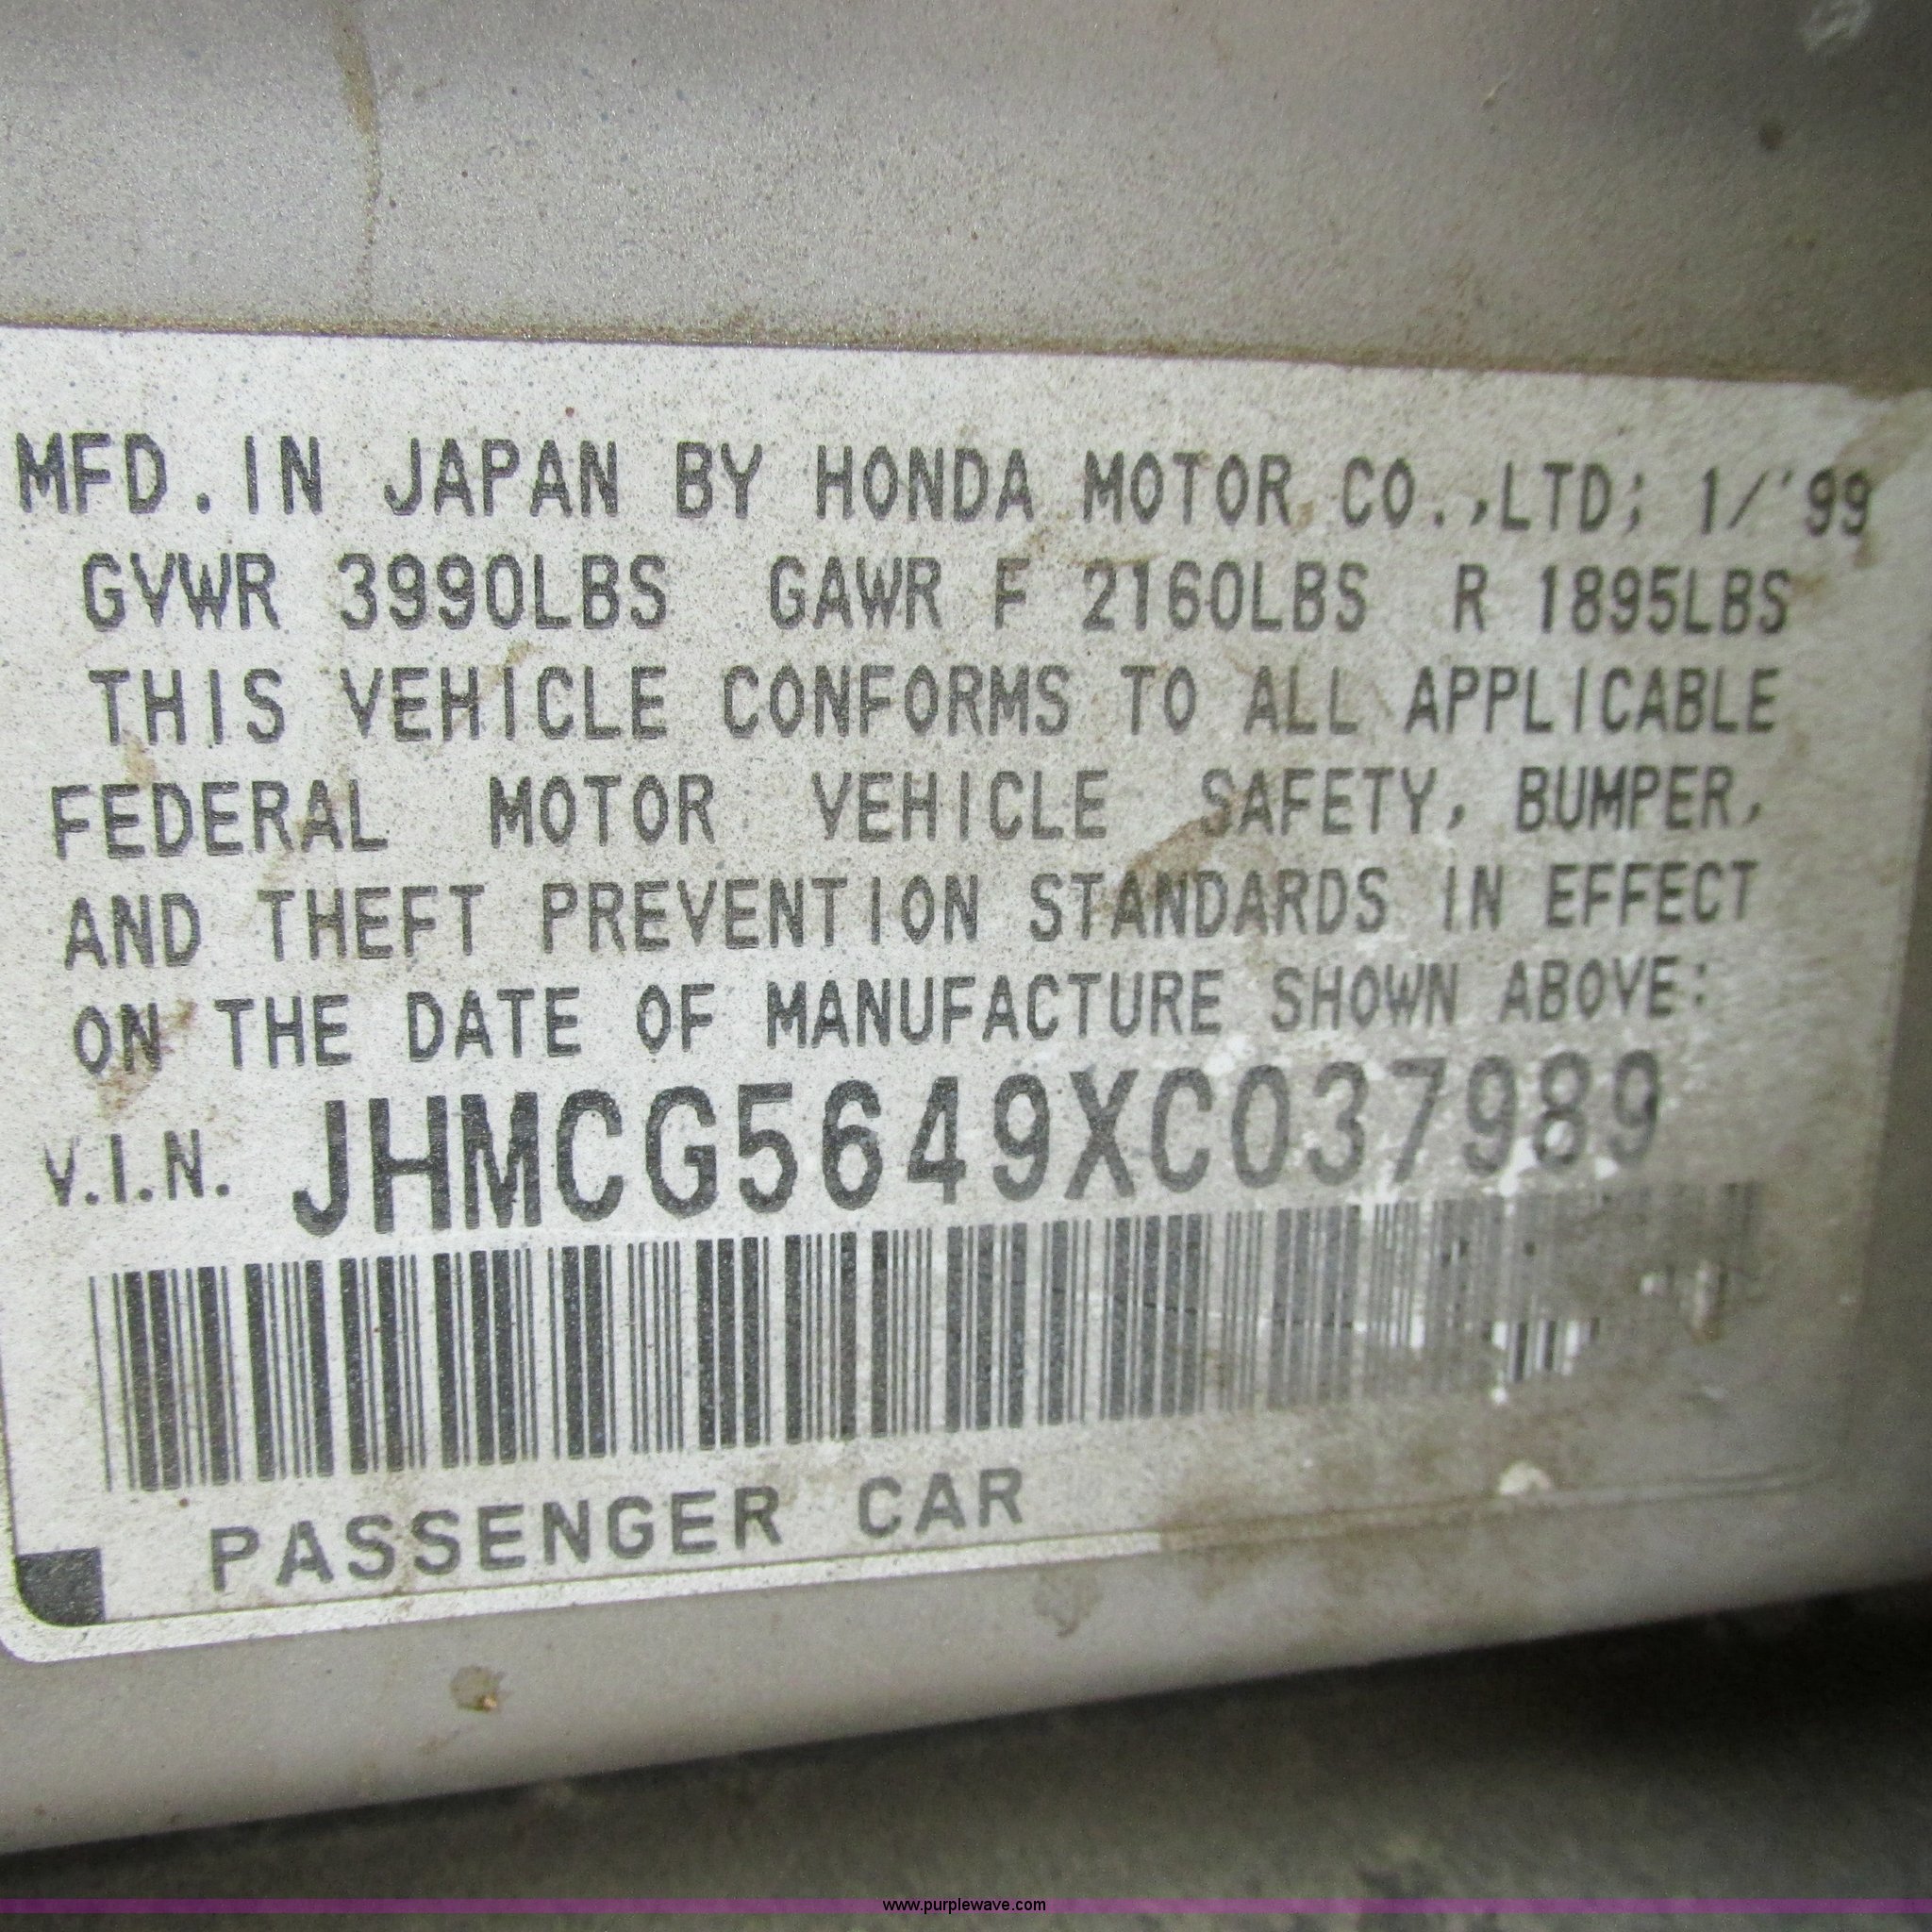 MFD. IN JAPAN BY HONDA MOTOR CO.,LTD; 1/'99
GVWR 3990LBS GAWR F 2160LBS R 1895LBS
THIS VEHICLE CONFORMS TO ALL APPLICABLE
FEDERAL MOTOR VEHICLE SAFETY, BUMPER,
AND THEFT PREVENTION STANDARDS IN EFFECT
ON THE DATE OF MANUFACTURE SHOWN ABOVE:
V.I.N. JHMCG5649XC037989
PASSENGER CAR
www.purplewave.com